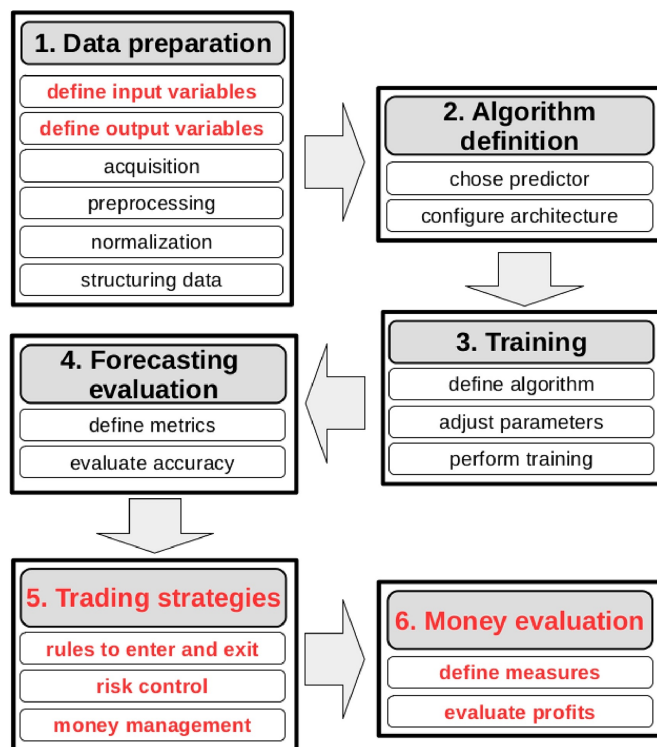 1. Data preparation
define input variables
define output variables
acquisition
preprocessing
normalization
structuring data
2. Algorithm
definition
chose predictor
configure architecture
3. Training
define algorithm
adjust parameters
perform training
4. Forecasting
evaluation
define metrics
evaluate accuracy
5. Trading strategies
rules to enter and exit
risk control
money management
6. Money evaluation
define measures
evaluate profits